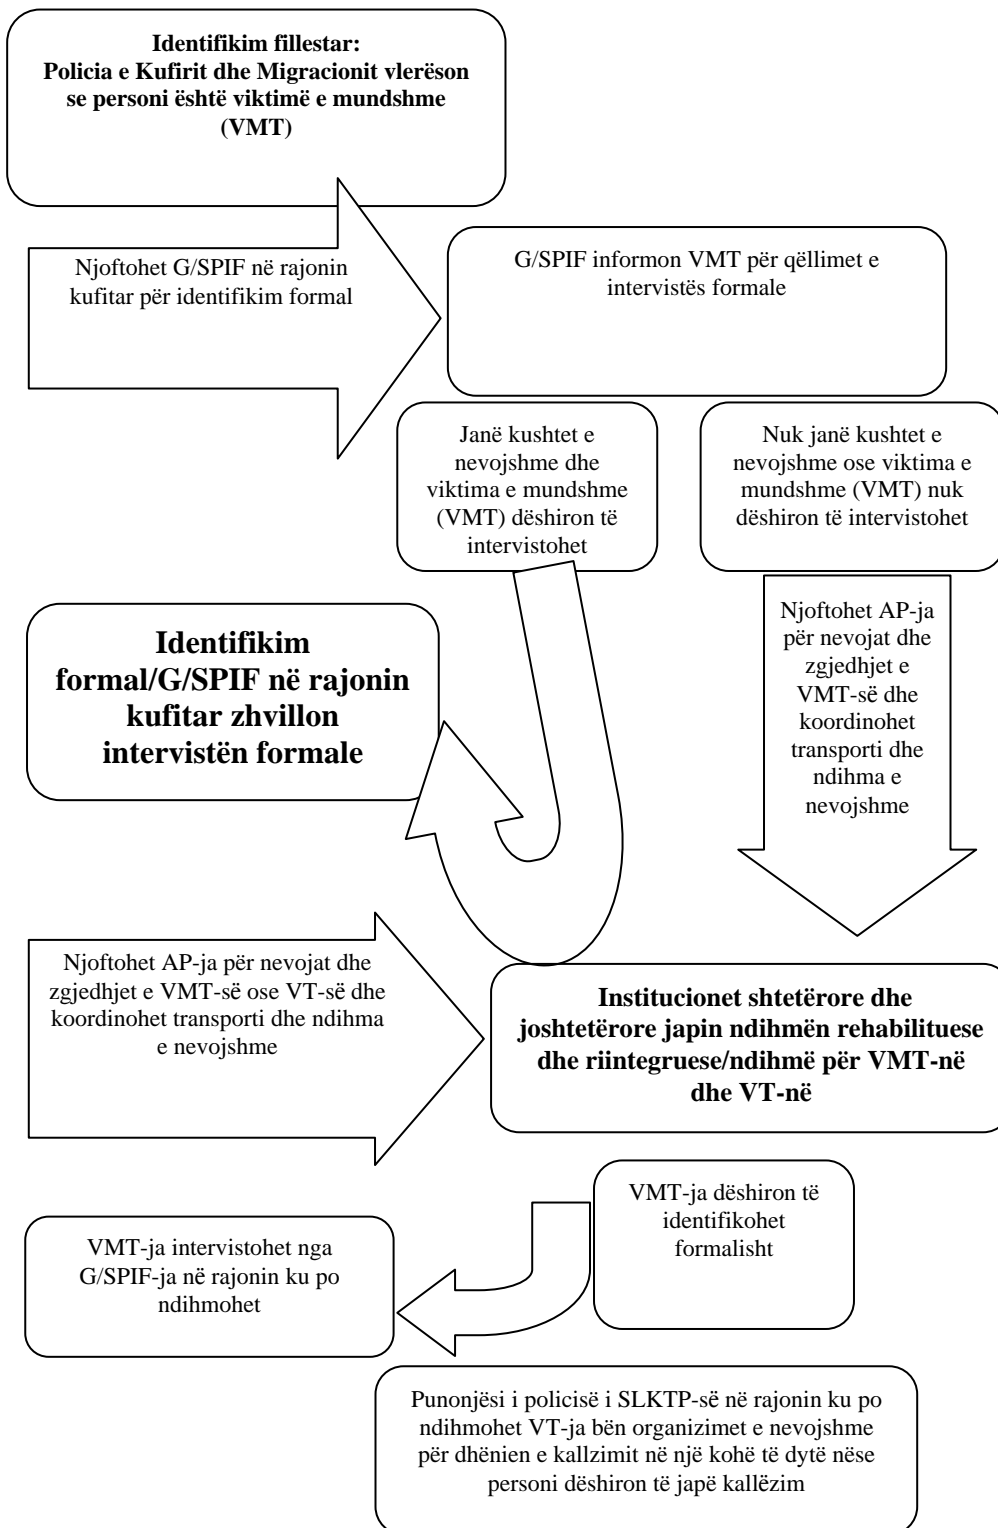 Identifikim fillestar:
Policia e Kufirit dhe Migracionit vlerëson
se personi është viktimë e mundshme
(VMT)
Njoftohet G/SPIF në rajonin
kufitar për identifikim formal
G/SPIF informon VMT për qëllimet e
intervistës formale
Janë kushtet e
nevojshme dhe
viktima e mundshme
(VMT) dëshiron të
intervistohet
Nuk janë kushtet e
nevojshme ose viktima e
mundshme (VMT) nuk
dëshiron të intervistohet
Identifikim
formal/G/SPIF në rajonin
kufitar zhvillon
intervistën formale
Njoftohet AP-ja
për nevojat dhe
zgjedhjet e
VMT-së dhe
koordinohet
transporti dhe
ndihma e
nevojshme
Njoftohet AP-ja për nevojat dhe
zgjedhjet e VMT-së ose VT-së dhe
koordinohet transporti dhe ndihma
e nevojshme
Institucionet shtetërore dhe
joshtetërore japin ndihmën rehabilituese
dhe riintegruese/ndihmë për VMT-në
dhe VT-në
VMT-ja dëshiron të
identifikohet
formalisht
VMT-ja intervistohet nga
G/SPIF-ja në rajonin ku po
ndihmohet
Punonjësi i policisë i SLKTP-së në rajonin ku po
ndihmohet VT-ja bën organizimet e nevojshme
për dhënien e kallzimit në një kohë të dytë nëse
personi dëshiron të japë kallëzim